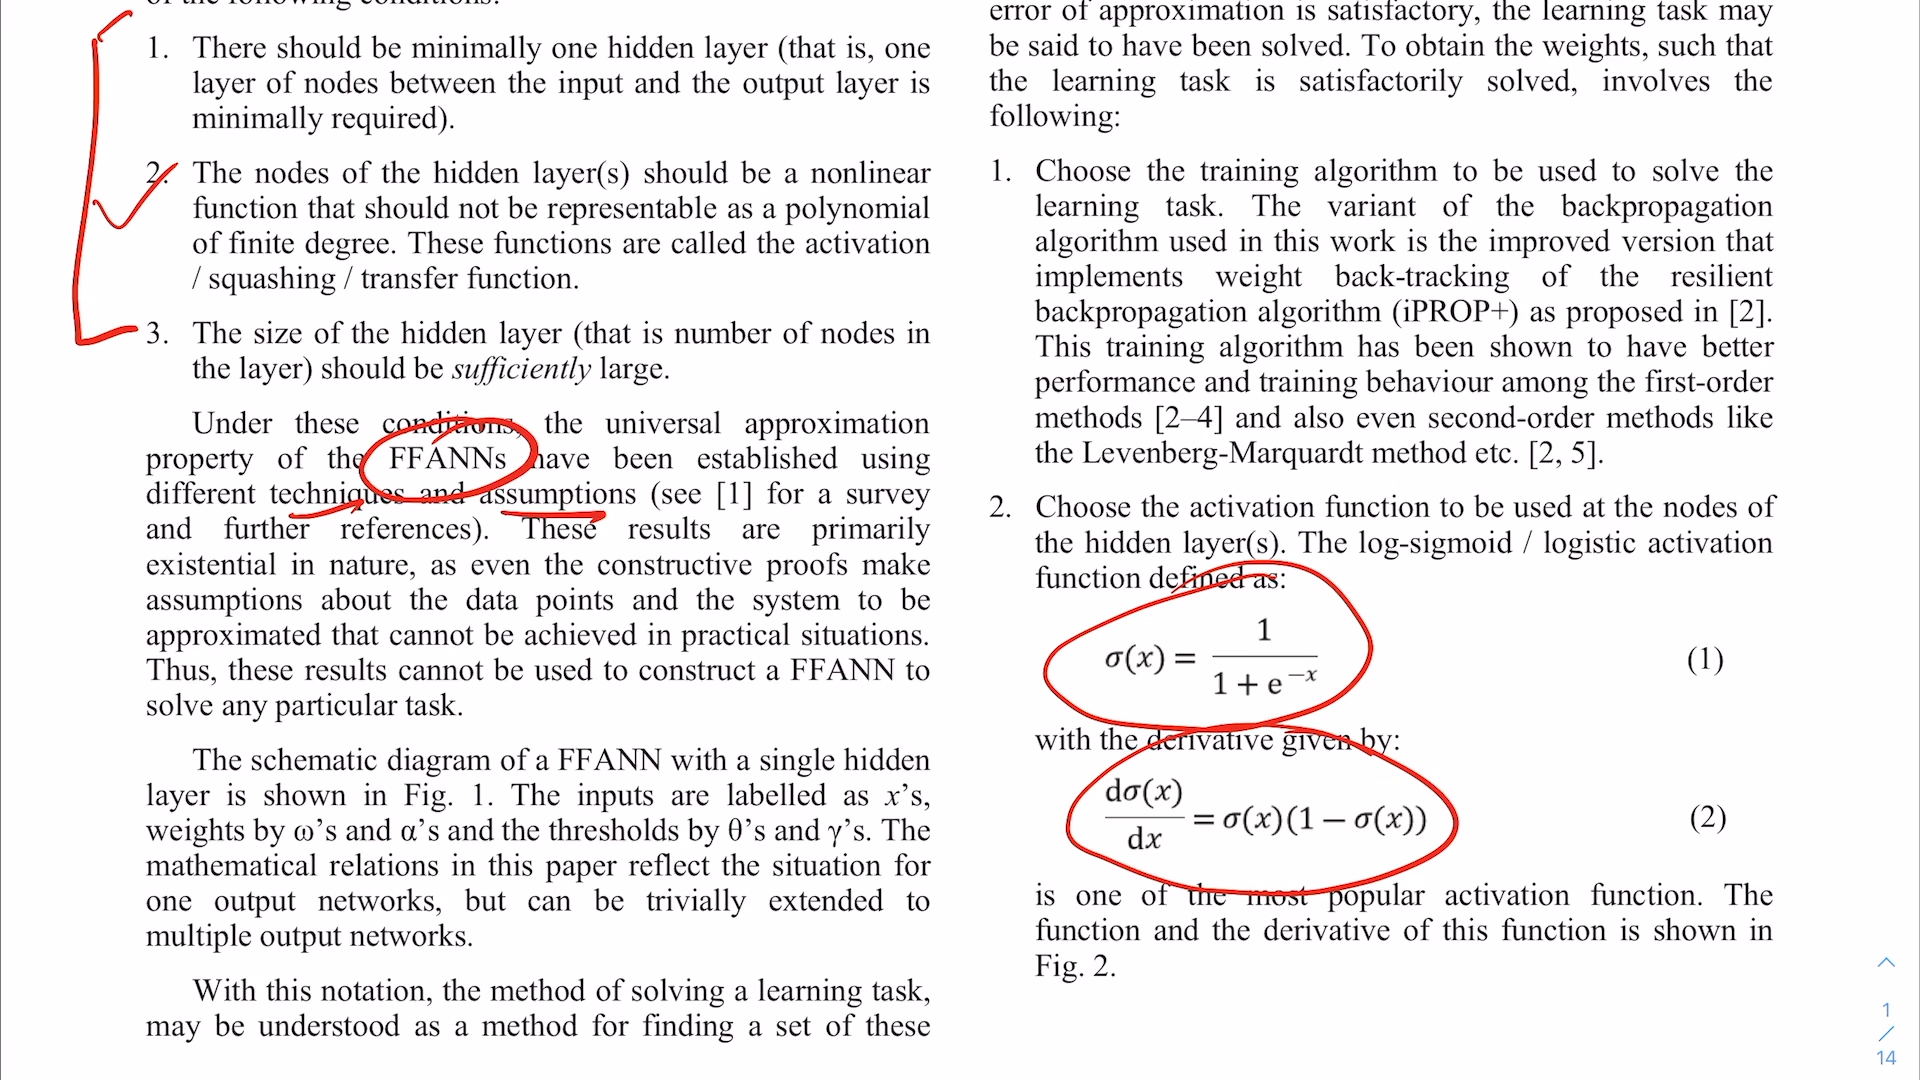 of the following conditions:
1. There should be minimally one hidden layer (that is, one
layer of nodes between the input and the output layer is
minimally required).
2. The nodes of the hidden layer(s) should be a nonlinear
function that should not be representable as a polynomial
of finite degree. These functions are called the activation
/ squashing / transfer function.
3. The size of the hidden layer (that is number of nodes in
the layer) should be sufficiently large.
Under these conditions, the universal approximation
property of the FFANNs have been established using
different techniques and assumptions (see [1] for a survey
and further references). These results are primarily
existential in nature, as even the constructive proofs make
assumptions about the data points and the system to be
approximated that cannot be achieved in practical situations.
Thus, these results cannot be used to construct a FFANN to
solve any particular task.
The schematic diagram of a FFANN with a single hidden
layer is shown in Fig. 1. The inputs are labelled as x’s,
weights by ω’s and α’s and the thresholds by θ’s and γ’s. The
mathematical relations in this paper reflect the situation for
one output networks, but can be trivially extended to
multiple output networks.
With this notation, the method of solving a learning task,
may be understood as a method for finding a set of these
error of approximation is satisfactory, the learning task may
be said to have been solved. To obtain the weights, such that
the learning task is satisfactorily solved, involves the
following:
1. Choose the training algorithm to be used to solve the
learning task. The variant of the backpropagation
algorithm used in this work is the improved version that
implements weight back-tracking of the resilient
backpropagation algorithm (iPROP+) as proposed in [2].
This training algorithm has been shown to have better
performance and training behaviour among the first-order
methods [2–4] and also even second-order methods like
the Levenberg-Marquardt method etc. [2, 5].
2. Choose the activation function to be used at the nodes of
the hidden layer(s). The log-sigmoid / logistic activation
function defined as:
σ(x) = 1 / (1 + e^−x) (1)
with the derivative given by:
dσ(x)/dx = σ(x)(1 − σ(x)) (2)
is one of the most popular activation function. The
function and the derivative of this function is shown in
Fig. 2.
1
/
14